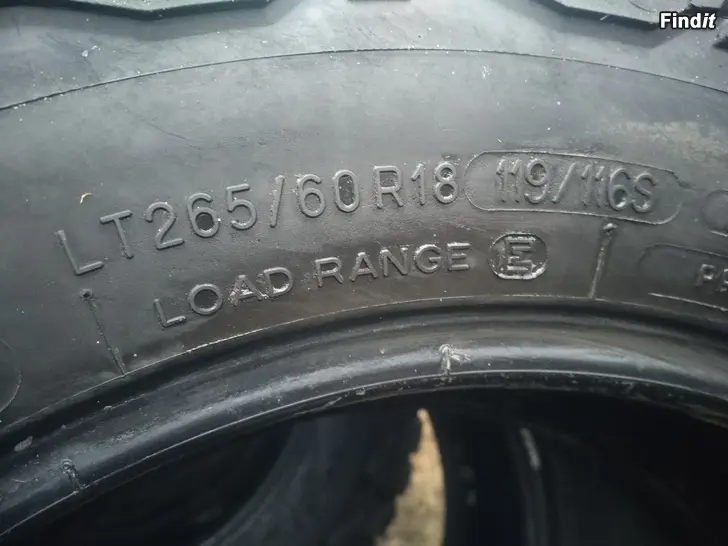 Findit
LT265/60R18 119/116S
LOAD RANGE E